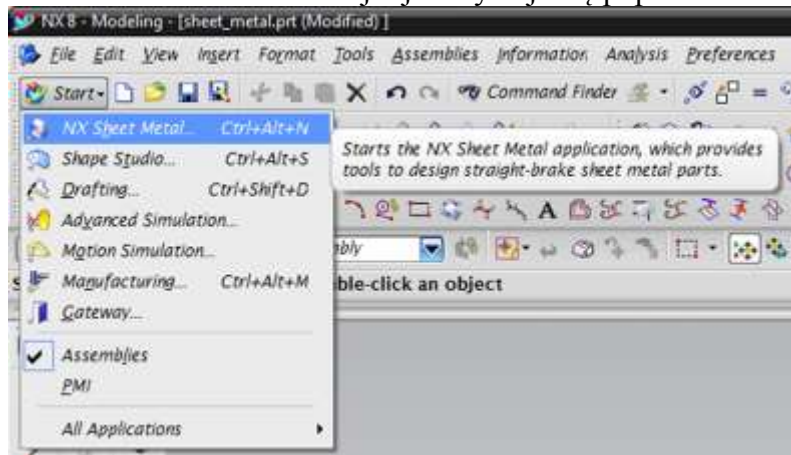 NX 8 - Modeling - [sheet_metal.prt (Modified) ]
File Edit View Insert Format Tools Assemblies Information Analysis Preferences
Start Command Finder
NX Sheet Metal... Ctrl+Alt+N
Starts the NX Sheet Metal application, which provides
tools to design straight-brake sheet metal parts.
Shape Studio... Ctrl+Alt+S
Drafting... Ctrl+Shift+D
Advanced Simulation...
Motion Simulation...
Manufacturing... Ctrl+Alt+M
Gateway...
Assemblies
PMI
All Applications
ble-click an object